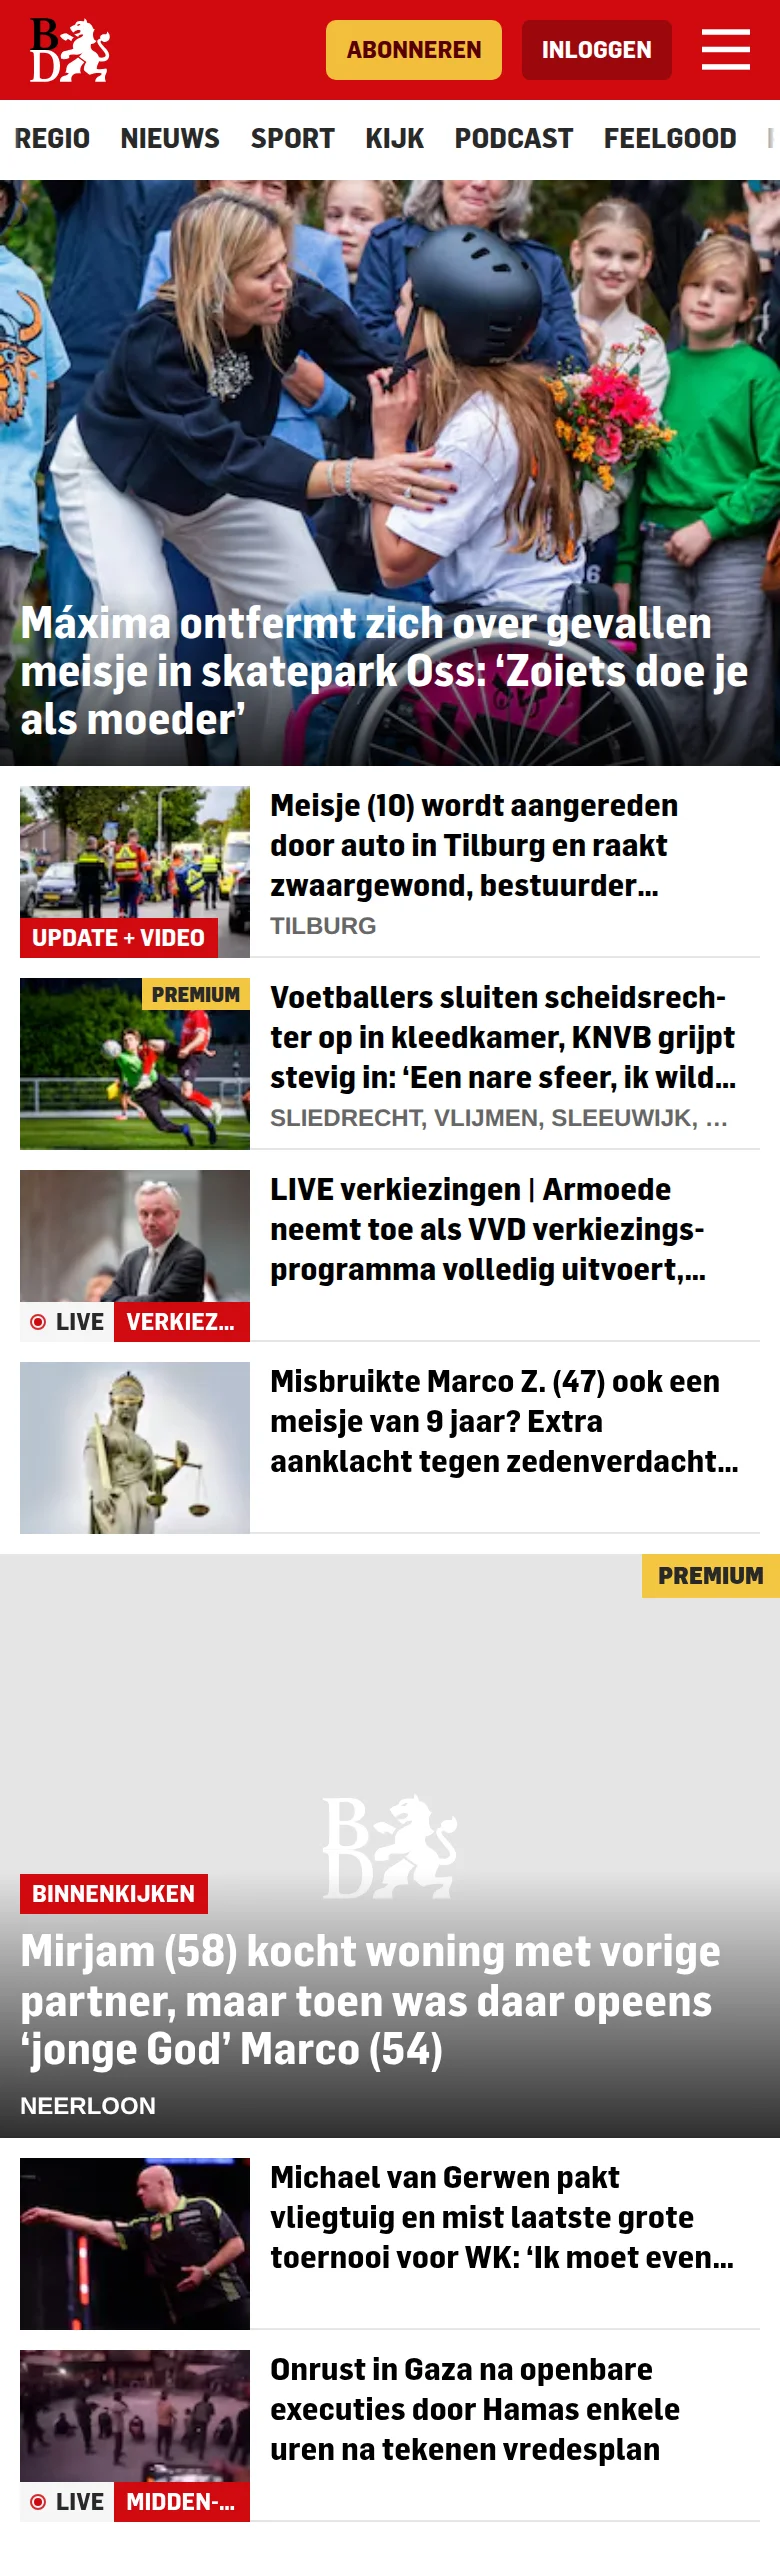 BD
ABONNEREN
INLOGGEN
REGIO NIEUWS SPORT KIJK PODCAST FEELGOOD
Máxima ontfermt zich over gevallen
meisje in skatepark Oss: ‘Zoiets doe je
als moeder’
Meisje (10) wordt aangereden
door auto in Tilburg en raakt
zwaargewond, bestuurder...
TILBURG
UPDATE + VIDEO
PREMIUM
Voetballers sluiten scheidsrech-
ter op in kleedkamer, KNVB grijpt
stevig in: ‘Een nare sfeer, ik wild...
SLIEDRECHT, VLIJMEN, SLEEUWIJK, ...
LIVE verkiezingen | Armoede
neemt toe als VVD verkiezings-
programma volledig uitvoert,...
LIVE VERKIEZ...
Misbruikte Marco Z. (47) ook een
meisje van 9 jaar? Extra
aanklacht tegen zedenverdacht...
PREMIUM
BD
BINNENKIJKEN
Mirjam (58) kocht woning met vorige
partner, maar toen was daar opeens
‘jonge God’ Marco (54)
NEERLOON
Michael van Gerwen pakt
vliegtuig en mist laatste grote
toernooi voor WK: ‘Ik moet even...
Onrust in Gaza na openbare
executies door Hamas enkele
uren na tekenen vredesplan
LIVE MIDDEN-...